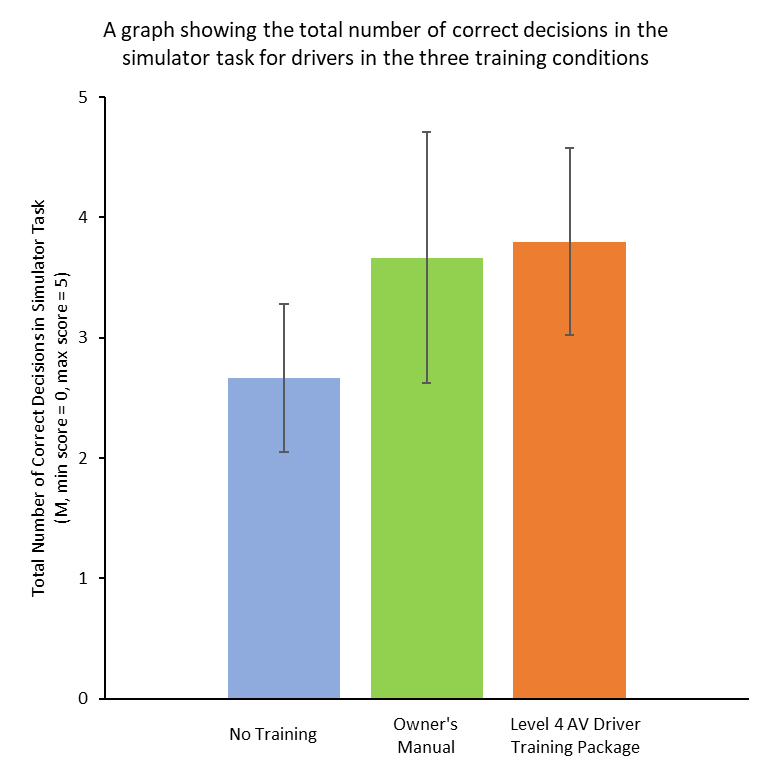 A graph showing the total number of correct decisions in the
simulator task for drivers in the three training conditions
Total Number of Correct Decisions in Simulator Task
(M, min score = 0, max score = 5)
5
4
3
2
1
0
No Training
Owner's
Manual
Level 4 AV Driver
Training Package